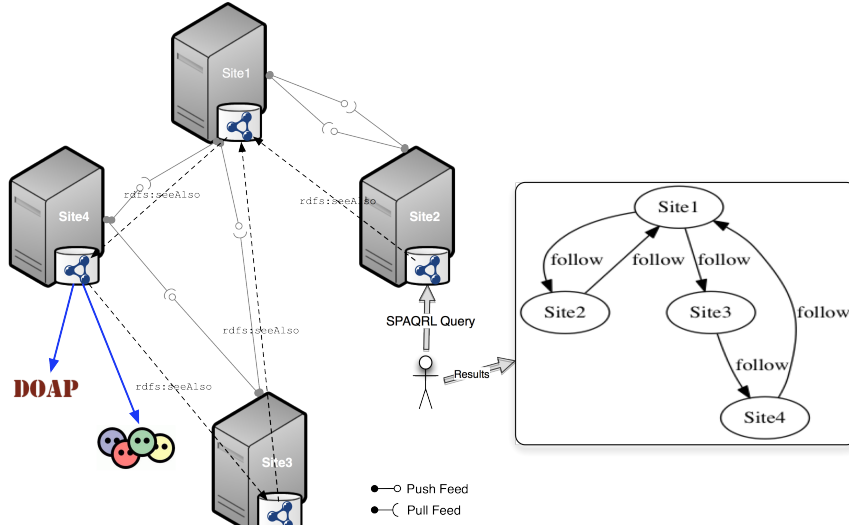 Site1
rdfs:seeAlso
rdfs:seeAlso
Site4
Site2
SPAQRL Query
rdfs:seeAlso
Results
DOAP
rdfs:seeAlso
Site3
Push Feed
Pull Feed
Site1
follow
follow
follow
Site2
Site3
follow
follow
Site4